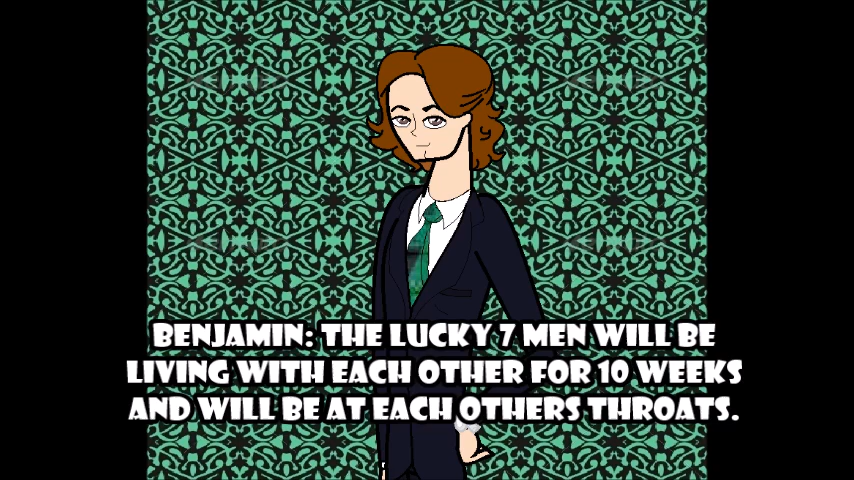 BENJAMIN: THE LUCKY 7 MEN WILL BE
LIVING WITH EACH OTHER FOR 10 WEEKS
AND WILL BE AT EACH OTHERS THROATS.